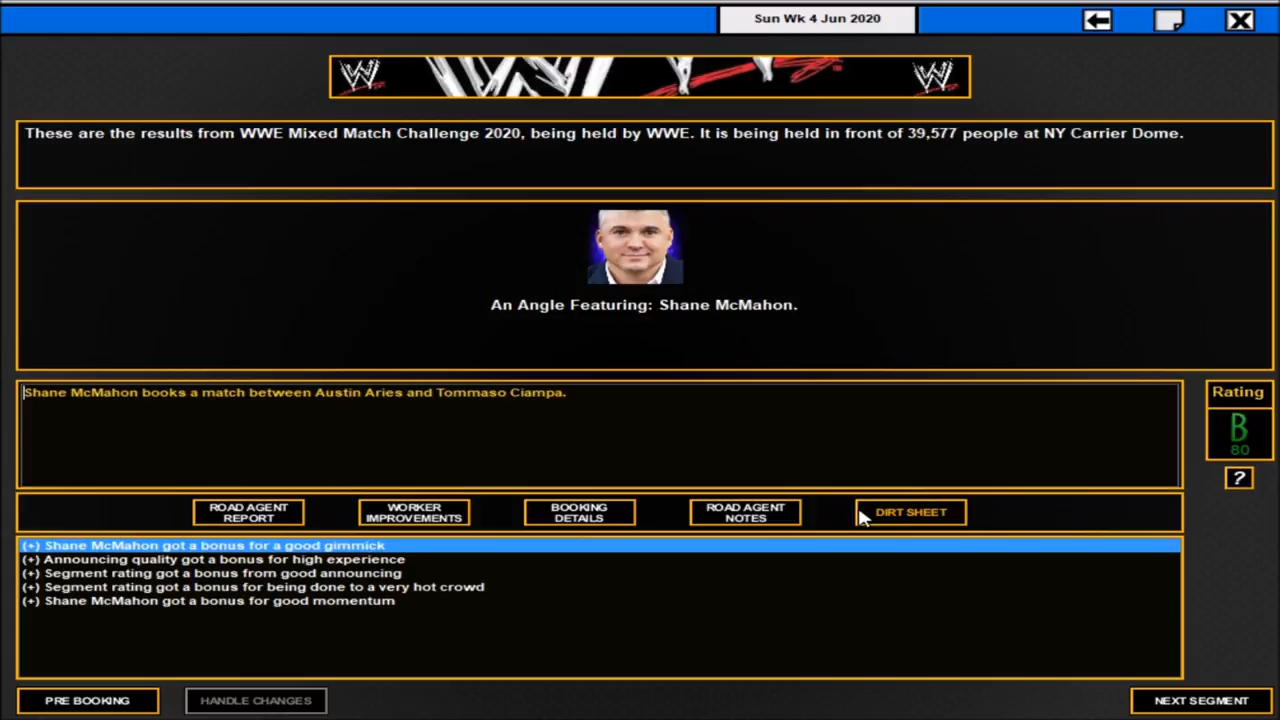 Sun Wk 4 Jun 2020
These are the results from WWE Mixed Match Challenge 2020, being held by WWE. It is being held in front of 39,577 people at NY Carrier Dome.
An Angle Featuring: Shane McMahon.
Shane McMahon books a match between Austin Aries and Tommaso Ciampa.
Rating
B
80
?
ROAD AGENT
REPORT
WORKER
IMPROVEMENTS
BOOKING
DETAILS
ROAD AGENT
NOTES
DIRT SHEET
(+) Shane McMahon got a bonus for a good gimmick
(+) Announcing quality got a bonus for high experience
(+) Segment rating got a bonus from good announcing
(+) Segment rating got a bonus for being done to a very hot crowd
(+) Shane McMahon got a bonus for good momentum
PRE BOOKING
HANDLE CHANGES
NEXT SEGMENT